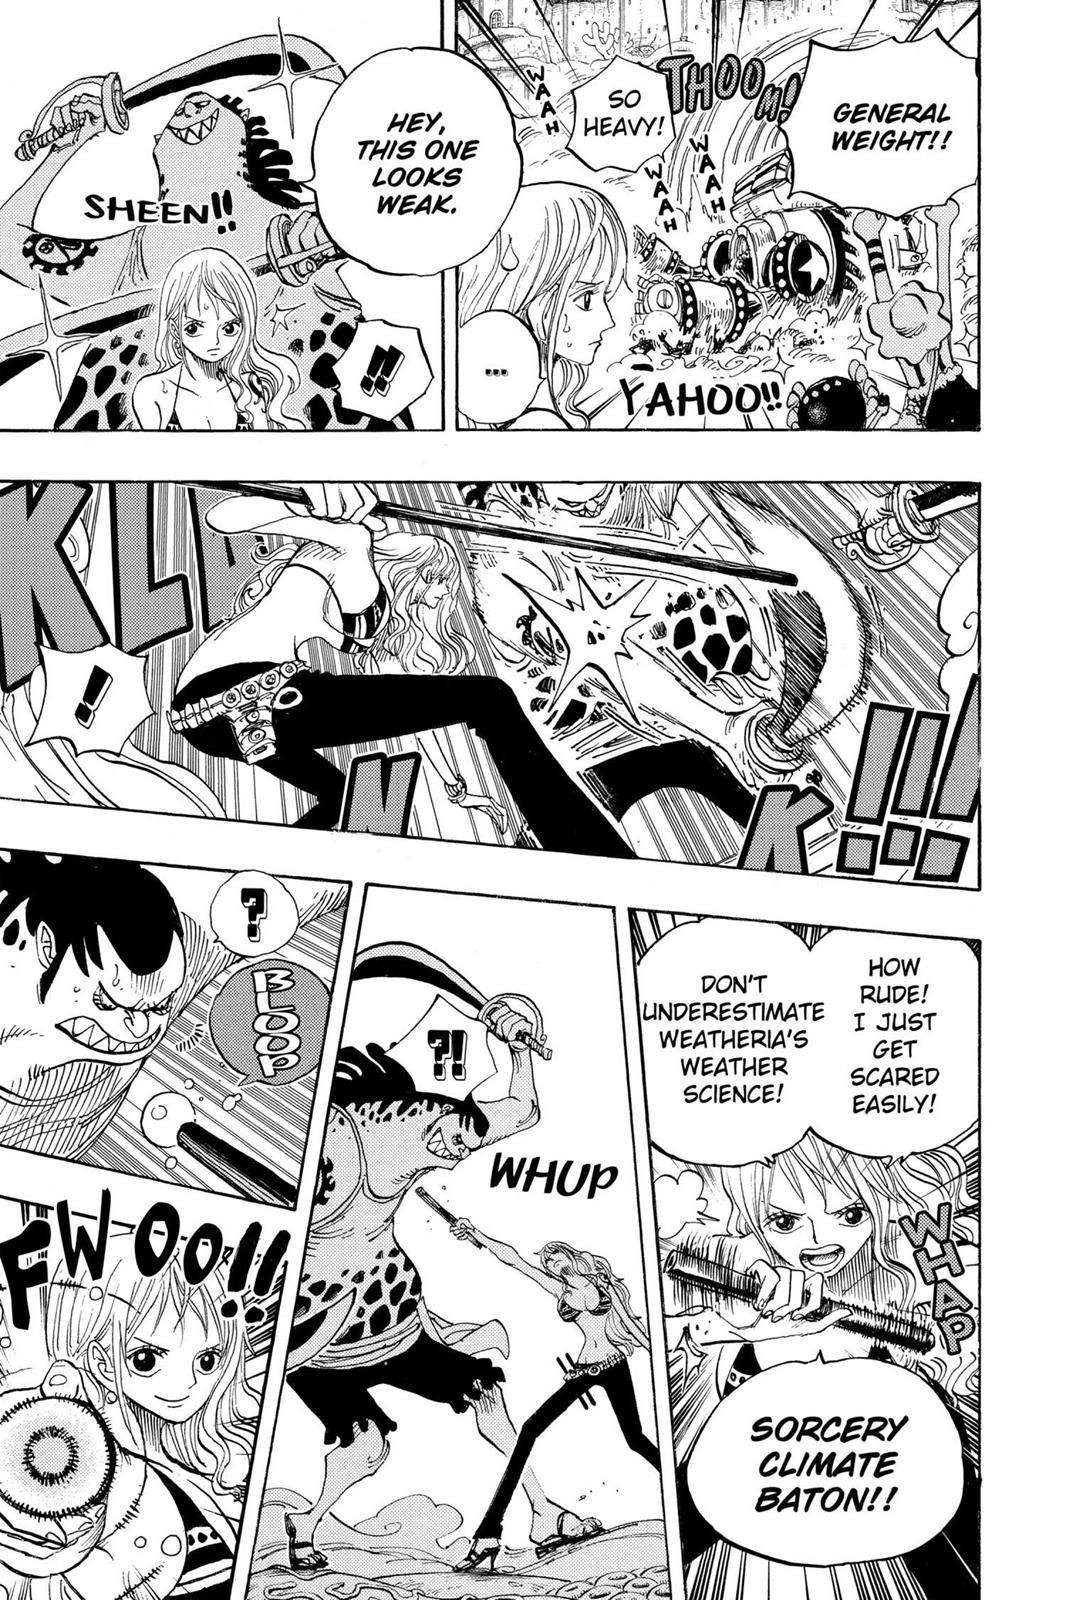 GENERAL
WEIGHT!!
THOOM!
SO
HEAVY!
WAAH
WAAH
WAAH
...
YAHOO!!
HEY,
THIS ONE
LOOKS
WEAK.
SHEEN!!
!!
KLANK!!!
!
HOW
RUDE!
I JUST
GET
SCARED
EASILY!
DON'T
UNDERESTIMATE
WEATHERIA'S
WEATHER
SCIENCE!
WHAP
SORCERY
CLIMATE
BATON!!
?!
WHUP
?
BLOOP
FWOO!!